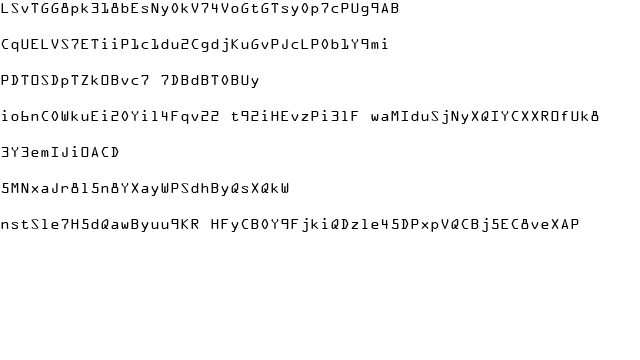 LSvTGG8pk318bEsNy0kV74VoGtGTsy0p7cPUg9AB
CqUELVS7ETiiP1c1du2CgdjKuGvPJcLP0b1Y9mi
PDTOSDpTZkOBvc7 7DBdBT0BUy
io6nC0WkuEi20Yi14Fqv22 t92iHEvzPi31F waMIduSjNyXQIYCXXROfUk8
3Y3emIJiOACD
5MNxaJr815n8YXayWPSdhByQsXQkW
nstSle7H5dQawByuu9KR HFyCB0Y9FjkiQDzle45DPxpVQCBj5EC8veXAP